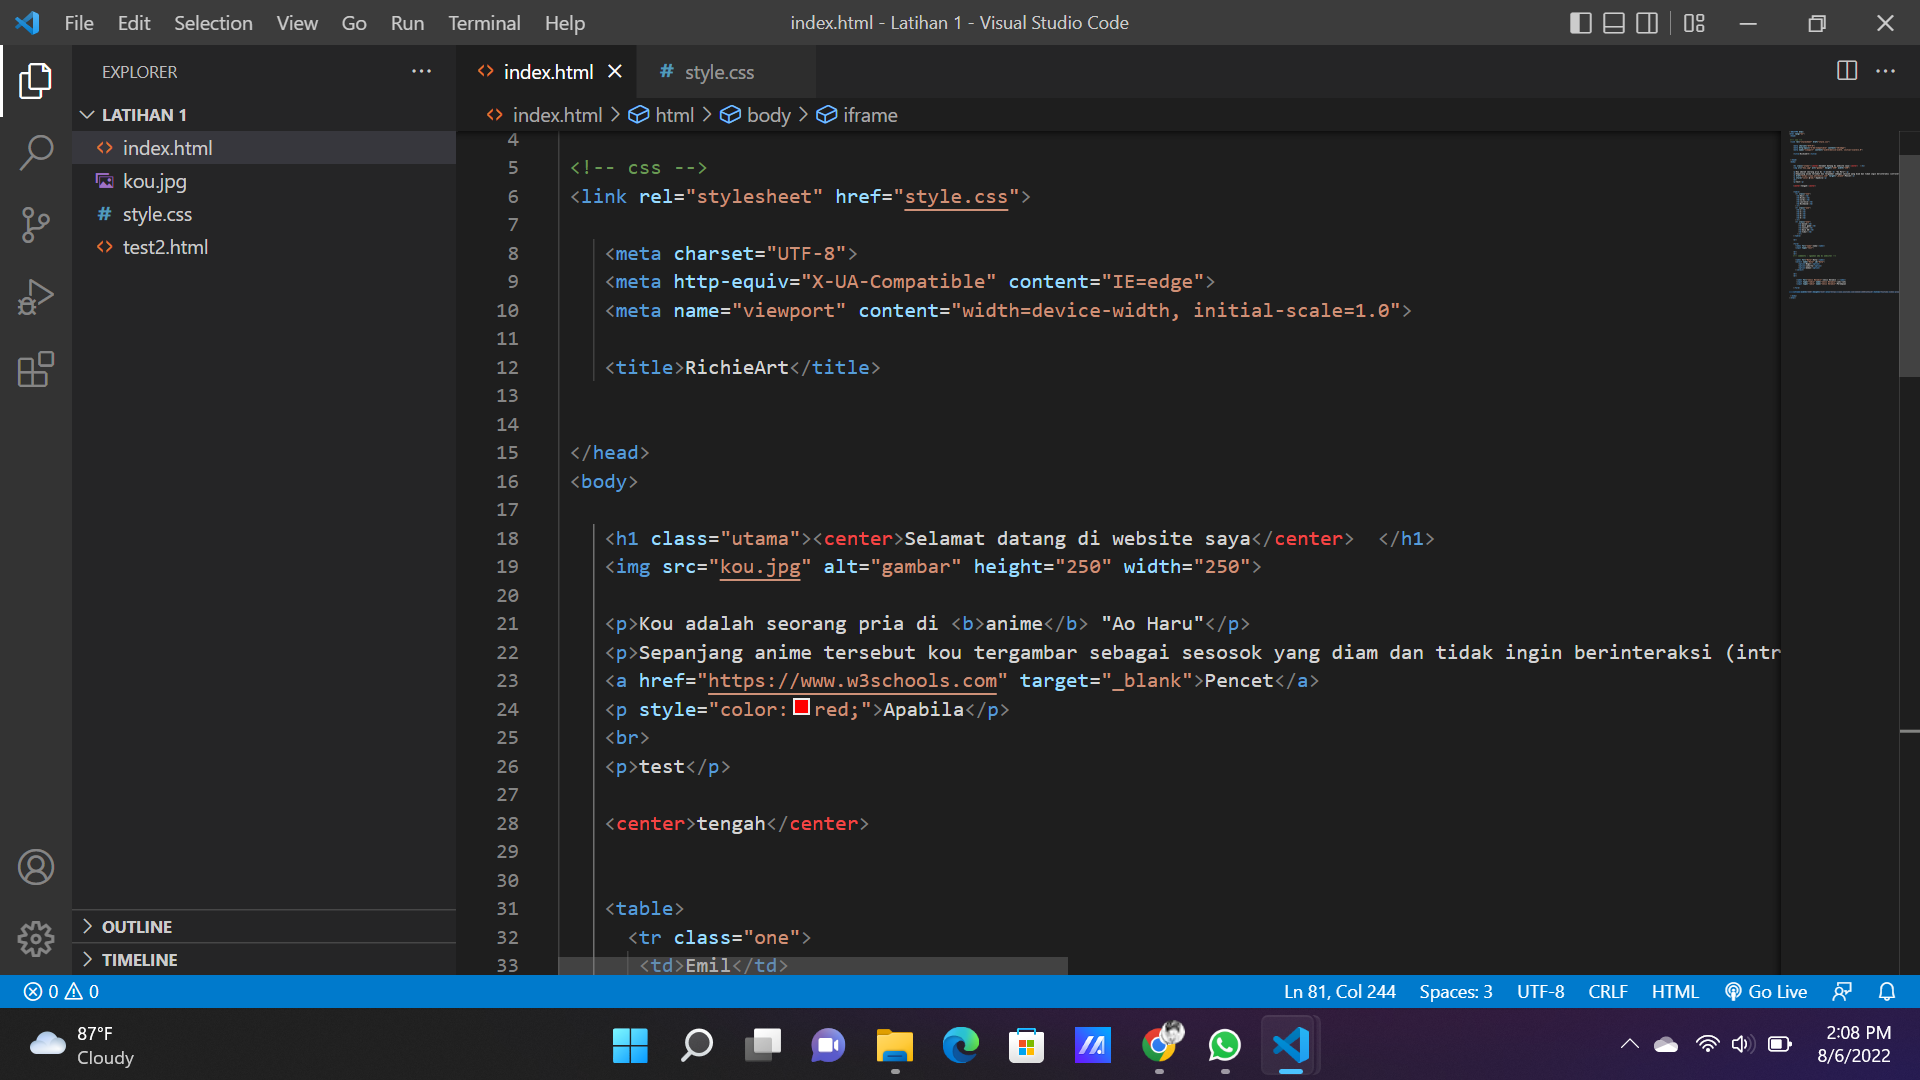 File Edit Selection View Go Run Terminal Help
index.html - Latihan 1 - Visual Studio Code
EXPLORER
LATIHAN 1
index.html
kou.jpg
style.css
test2.html
OUTLINE
TIMELINE
index.html
style.css
index.html > html > body > iframe
4
5 <!-- css -->
6 <link rel="stylesheet" href="style.css">
7
8 <meta charset="UTF-8">
9 <meta http-equiv="X-UA-Compatible" content="IE=edge">
10 <meta name="viewport" content="width=device-width, initial-scale=1.0">
11
12 <title>RichieArt</title>
13
14
15 </head>
16 <body>
17
18 <h1 class="utama"><center>Selamat datang di website saya</center>  </h1>
19 <img src="kou.jpg" alt="gambar" height="250" width="250">
20
21 <p>Kou adalah seorang pria di <b>anime</b> "Ao Haru"</p>
22 <p>Sepanjang anime tersebut kou tergambar sebagai sesosok yang diam dan tidak ingin berinteraksi (intr
23 <a href="https://www.w3schools.com" target="_blank">Pencet</a>
24 <p style="color: red;">Apabila</p>
25 <br>
26 <p>test</p>
27
28 <center>tengah</center>
29
30
31 <table>
32 <tr class="one">
33 <td>Emil</td>
0 0
Ln 81, Col 244 Spaces: 3 UTF-8 CRLF HTML Go Live
87°F
Cloudy
2:08 PM
8/6/2022